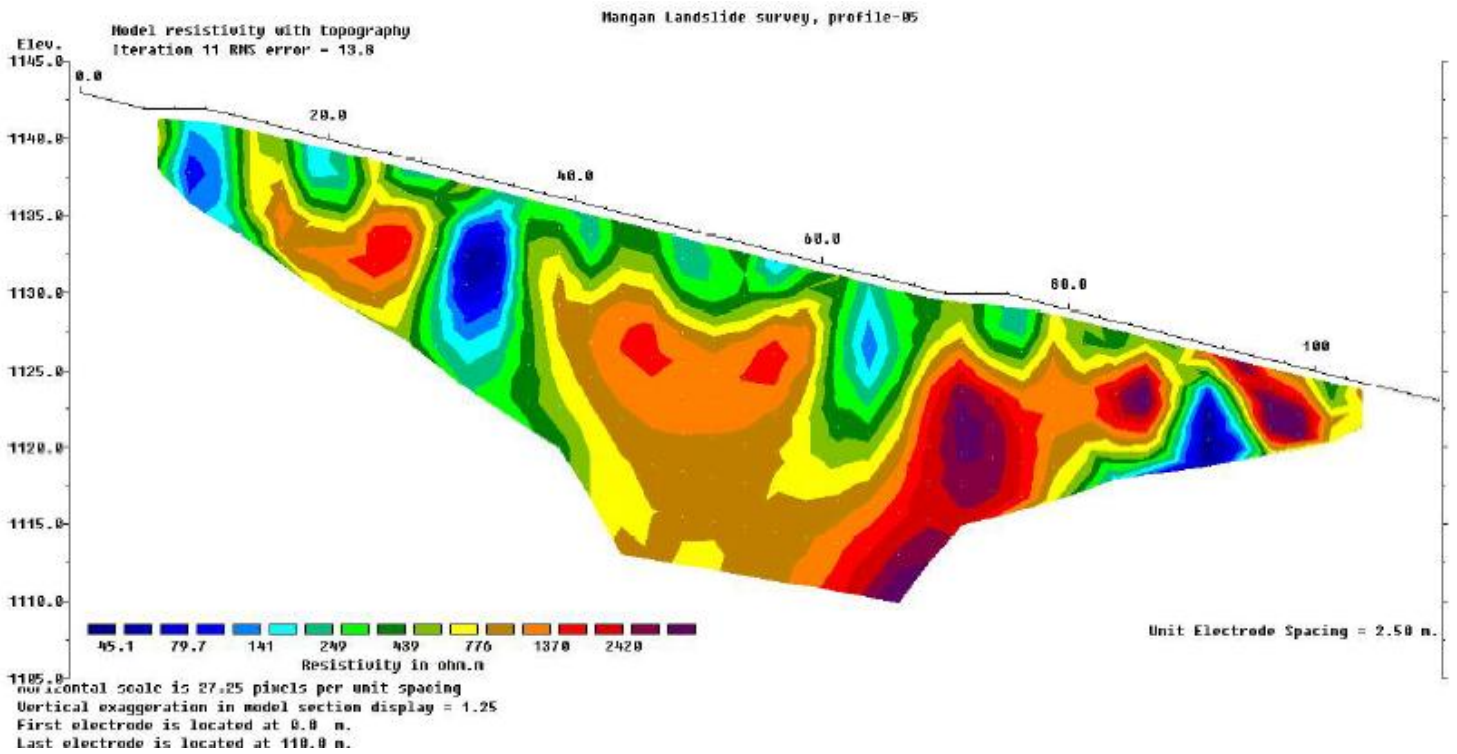 Mangan Landslide survey, profile-05
Model resistivity with topography
Iteration 11 RMS error = 13.8
Elev.
1145.0
0.0
20.0
1140.0
40.0
1135.0
60.0
1130.0
80.0
100
1125.0
1120.0
1115.0
1110.0
45.1 79.7 141 249 439 776 1370 2420
Unit Electrode Spacing = 2.50 m.
Resistivity in ohm.m
1105.0
Horizontal scale is 27.25 pixels per unit spacing
Vertical exaggeration in model section display = 1.25
First electrode is located at 0.0 m.
Last electrode is located at 110.0 m.